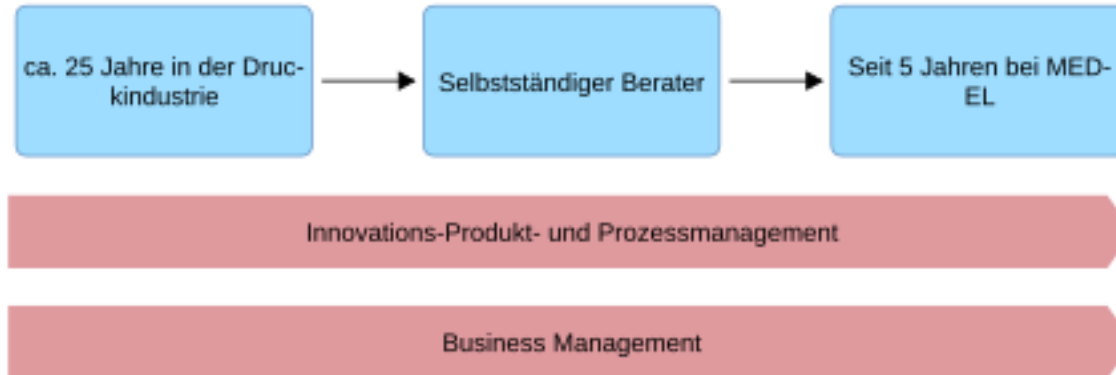 ca. 25 Jahre in der Druc-
kindustrie
Selbstständiger Berater
Seit 5 Jahren bei MED-
EL
Innovations-Produkt- und Prozessmanagement
Business Management